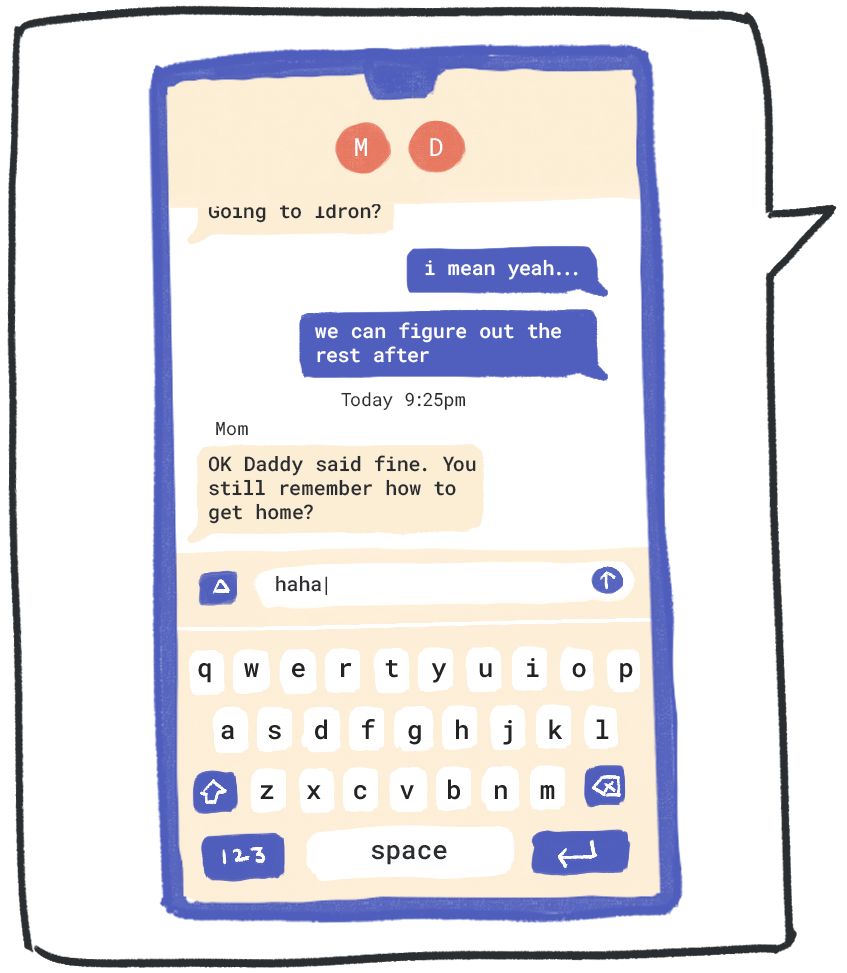 M D
Going to Idron?
i mean yeah...
we can figure out the
rest after
Today 9:25pm
Mom
OK Daddy said fine. You
still remember how to
get home?
haha
q w e r t y u i o p
a s d f g h j k l
z x c v b n m
123 space